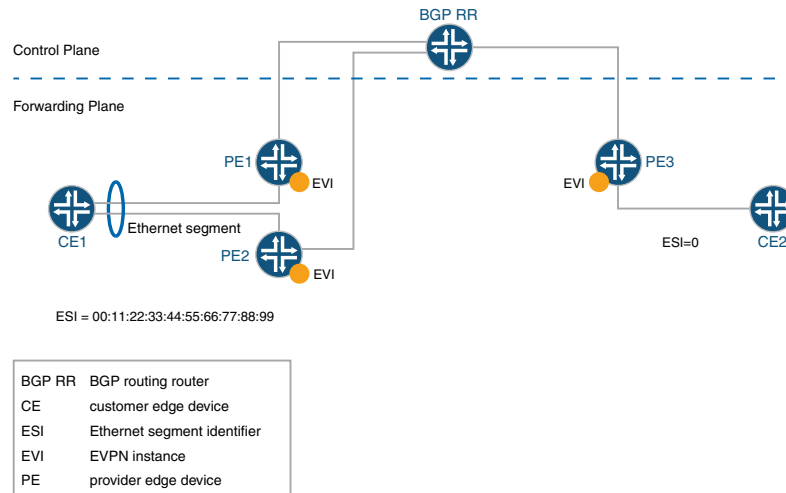 BGP RR
Control Plane
Forwarding Plane
PE1
EVI
EVI
PE3
Ethernet segment
CE1
PE2
EVI
ESI=0
CE2
ESI = 00:11:22:33:44:55:66:77:88:99
BGP RR BGP routing router
CE customer edge device
ESI Ethernet segment identifier
EVI EVPN instance
PE provider edge device